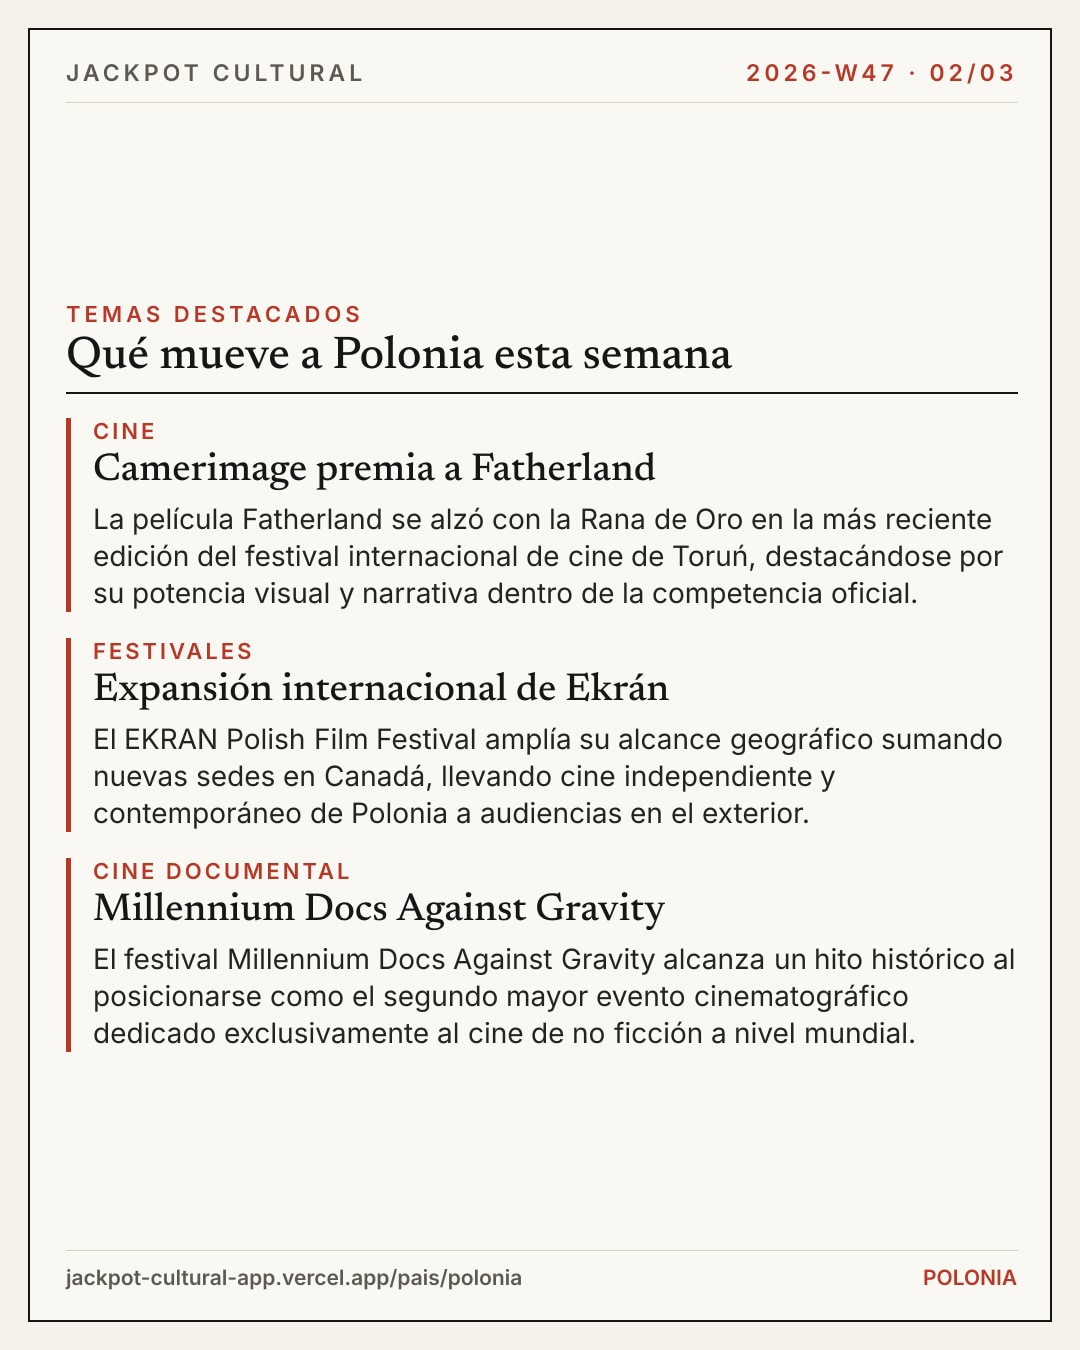 JACKPOT CULTURAL
2026-W47 · 02/03
TEMAS DESTACADOS
Qué mueve a Polonia esta semana
CINE
Camerimage premia a Fatherland
La película Fatherland se alzó con la Rana de Oro en la más reciente
edición del festival internacional de cine de Toruń, destacándose por
su potencia visual y narrativa dentro de la competencia oficial.
FESTIVALES
Expansión internacional de Ekrán
El EKRAN Polish Film Festival amplía su alcance geográfico sumando
nuevas sedes en Canadá, llevando cine independiente y
contemporáneo de Polonia a audiencias en el exterior.
CINE DOCUMENTAL
Millennium Docs Against Gravity
El festival Millennium Docs Against Gravity alcanza un hito histórico al
posicionarse como el segundo mayor evento cinematográfico
dedicado exclusivamente al cine de no ficción a nivel mundial.
jackpot-cultural-app.vercel.app/pais/polonia
POLONIA